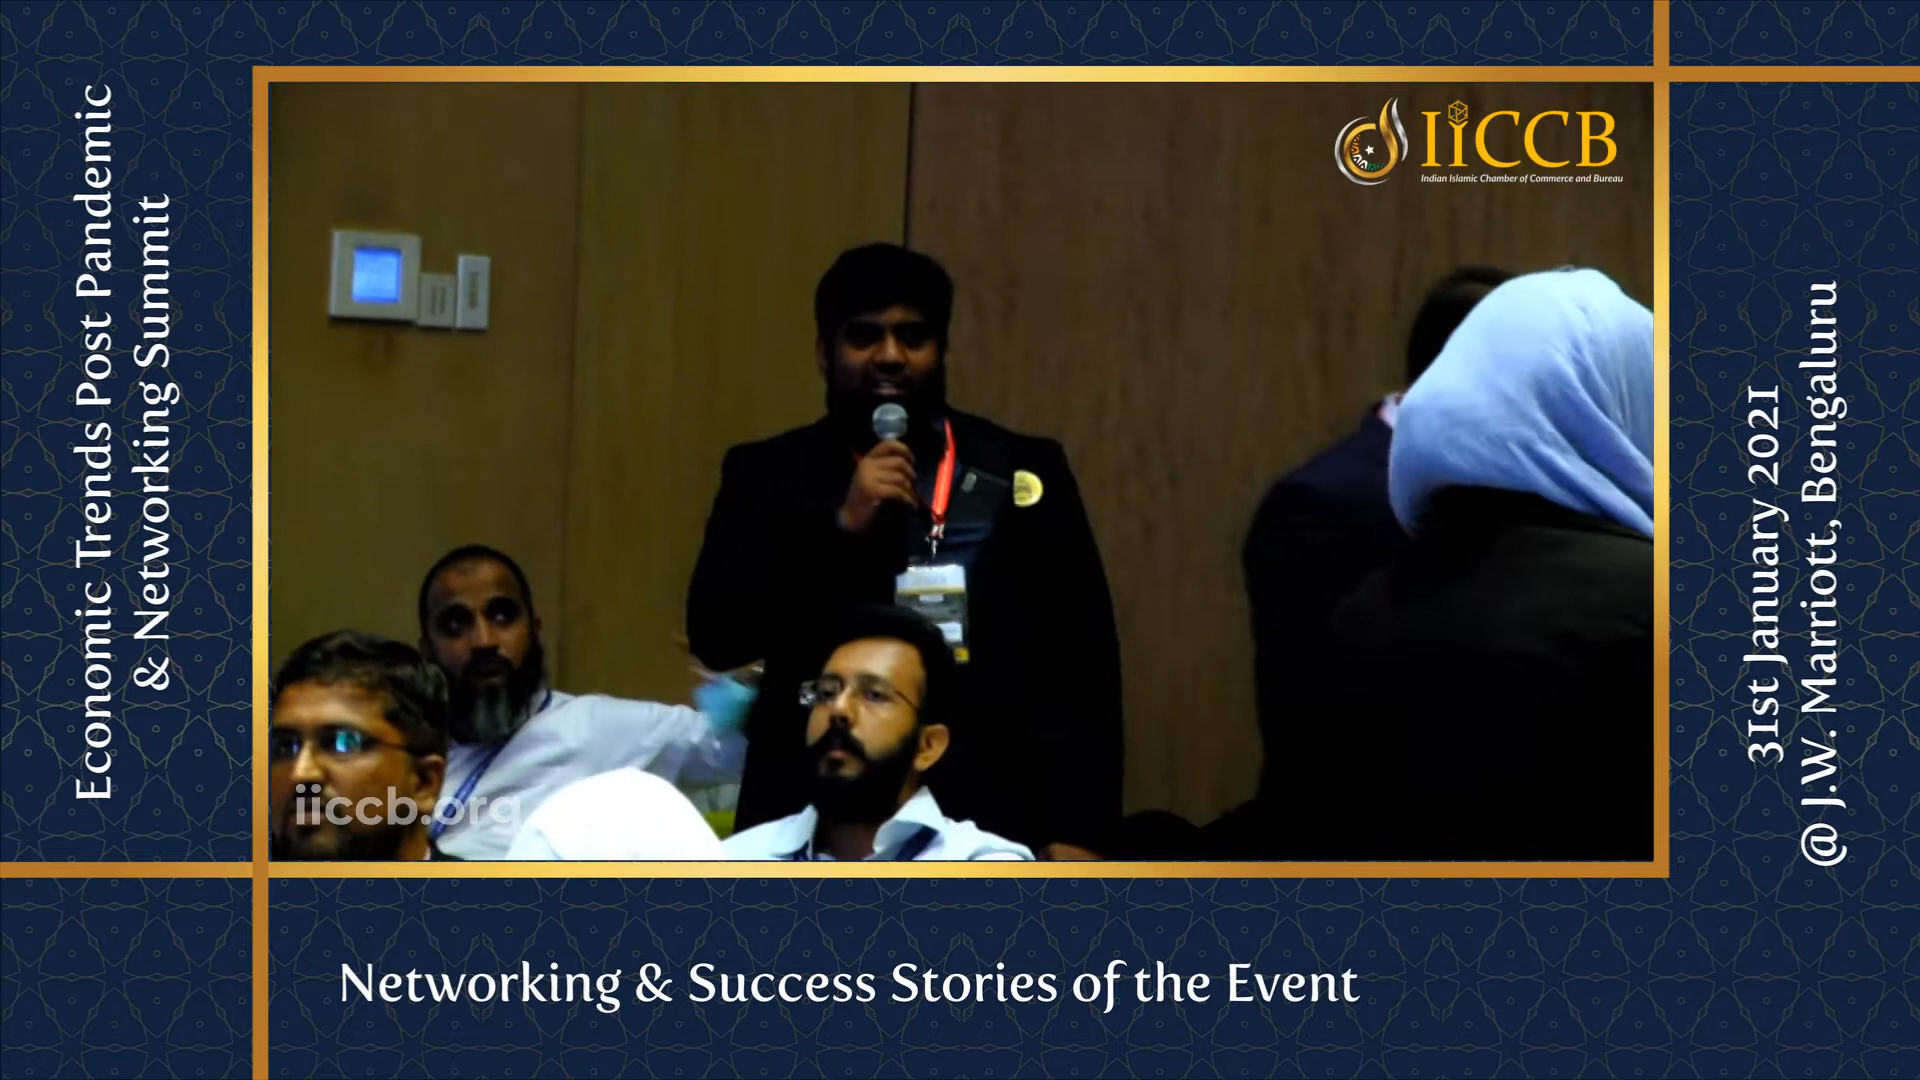 Economic Trends Post Pandemic
& Networking Summit
IiCCB
Indian Islamic Chamber of Commerce and Bureau
iiccb.org
31st January 2021
@ J.W. Marriott, Bengaluru
Networking & Success Stories of the Event